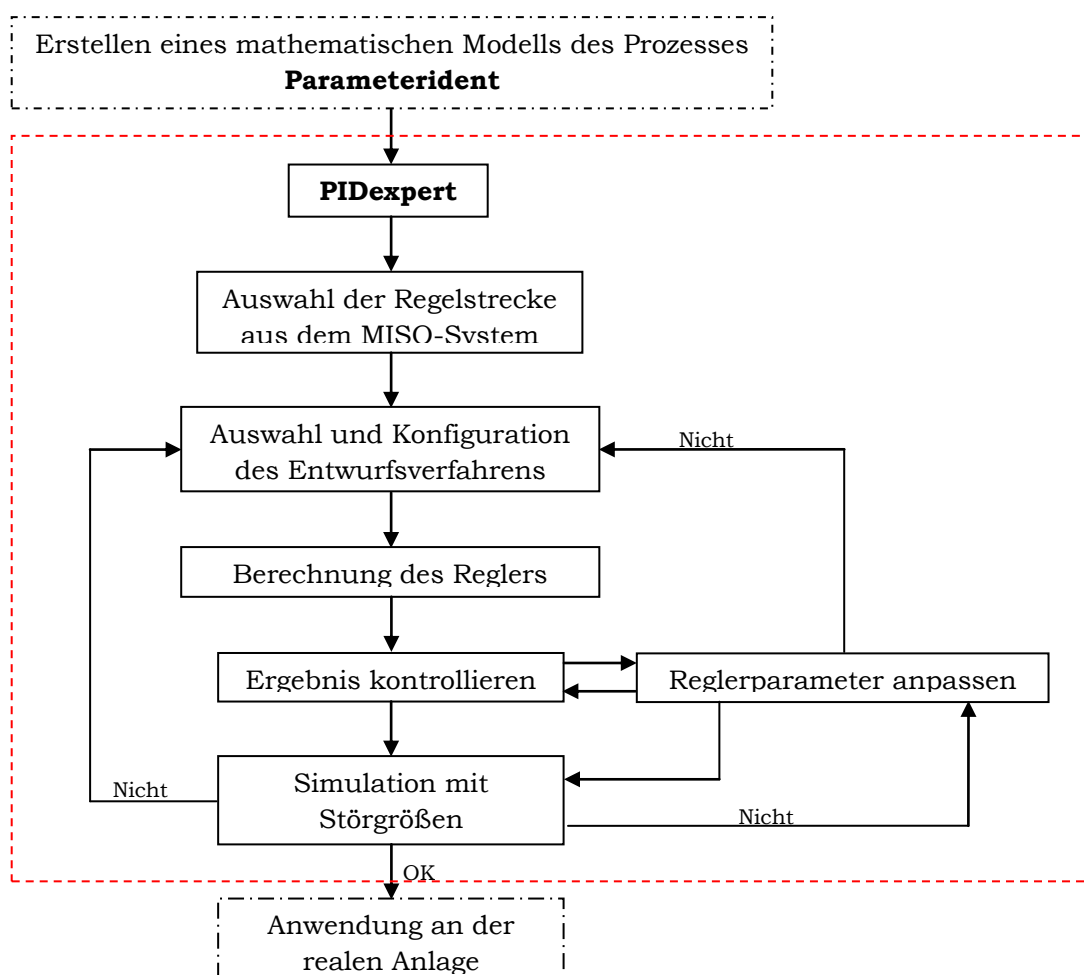 Erstellen eines mathematischen Modells des Prozesses
Parameterident
PIDexpert
Auswahl der Regelstrecke
aus dem MISO-System
Auswahl und Konfiguration
des Entwurfsverfahrens
Nicht
Berechnung des Reglers
Ergebnis kontrollieren
Reglerparameter anpassen
Nicht
Simulation mit
Störgrößen
Nicht
OK
Anwendung an der
realen Anlage